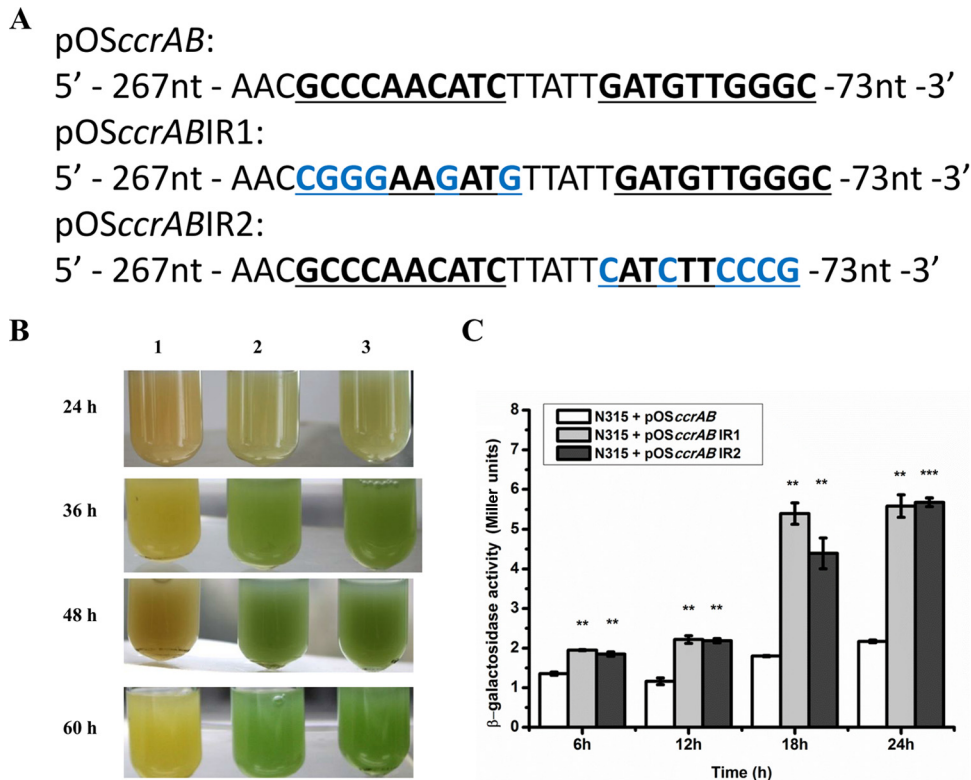 A
pOSccrAB:
5’ - 267nt - AACGCCCAACATCTTATTGATGTTGGGC -73nt -3’
pOSccrABIR1:
5’ - 267nt - AACCGGGAAGATGTTATTGATGTTGGGC -73nt -3’
pOSccrABIR2:
5’ - 267nt - AACGCCCAACATCTTATTCATCTTCCCG -73nt -3’
B
1 2 3
24 h
36 h
48 h
60 h
C
N315 + pOSccrAB
N315 + pOSccrAB IR1
N315 + pOSccrAB IR2
β-galactosidase activity (Miller units)
8
7
6
5
4
3
2
1
0
** **
** **
** **
** ***
6h 12h 18h 24h
Time (h)